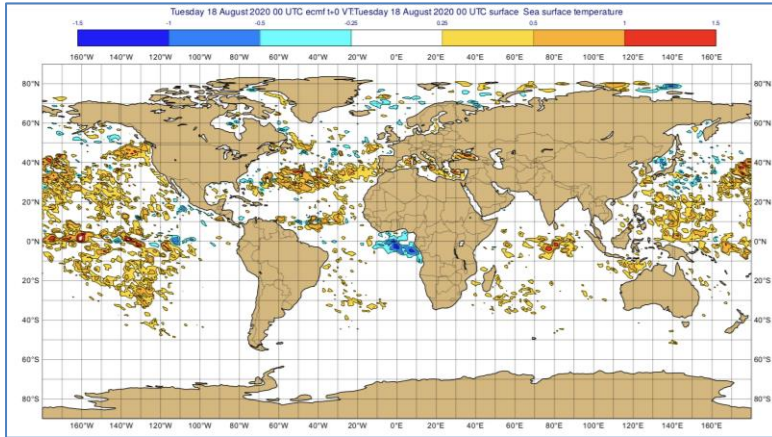 Tuesday 18 August 2020 00 UTC ecmf t+0 VT:Tuesday 18 August 2020 00 UTC surface Sea surface temperature
-1.5 -1 -0.5 -0.25 0.25 0.5 1 1.5
160°W 140°W 120°W 100°W 80°W 60°W 40°W 20°W 0°E 20°E 40°E 60°E 80°E 100°E 120°E 140°E 160°E
80°N 80°N
60°N 60°N
40°N 40°N
20°N 20°N
0°N 0°N
20°S 20°S
40°S 40°S
60°S 60°S
80°S 80°S
160°W 140°W 120°W 100°W 80°W 60°W 40°W 20°W 0°E 20°E 40°E 60°E 80°E 100°E 120°E 140°E 160°E